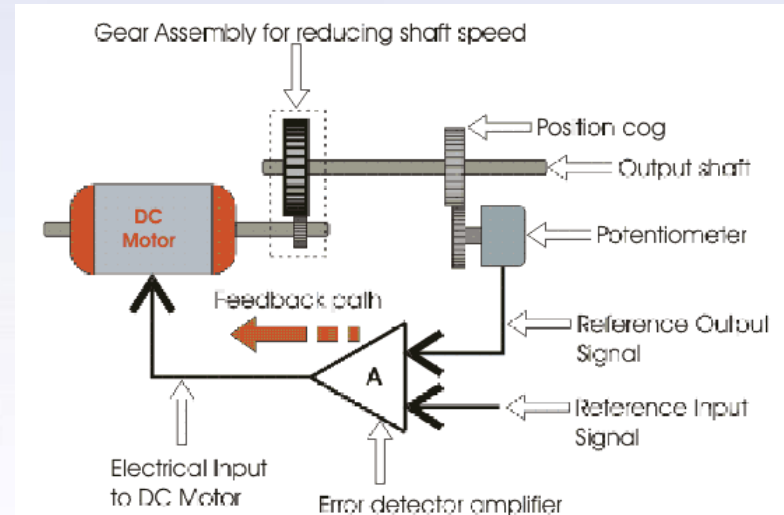 Gear Assembly for reducing shaft speed
Position cog
Output shaft
DC
Motor
Potentiometer
Feedback path
A
Reference Output
Signal
Reference Input
Signal
Electrical Input
to DC Motor
Error detector amplifier